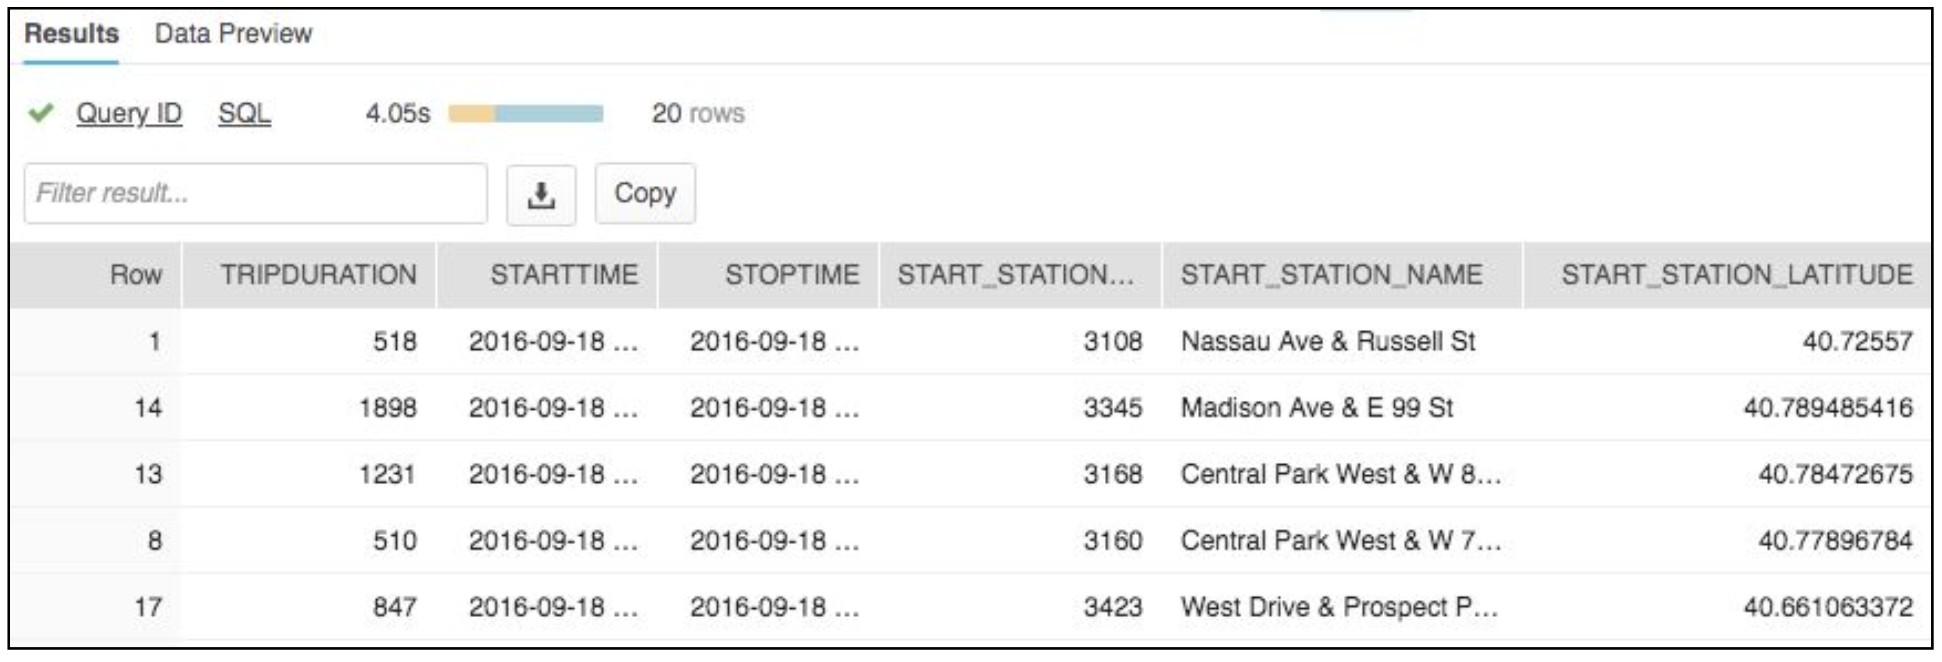 Results Data Preview
Query ID SQL 4.05s 20 rows
Filter result... Copy
Row TRIPDURATION STARTTIME STOPTIME START_STATION... START_STATION_NAME START_STATION_LATITUDE
1 518 2016-09-18 ... 2016-09-18 ... 3108 Nassau Ave & Russell St 40.72557
14 1898 2016-09-18 ... 2016-09-18 ... 3345 Madison Ave & E 99 St 40.789485416
13 1231 2016-09-18 ... 2016-09-18 ... 3168 Central Park West & W 8... 40.78472675
8 510 2016-09-18 ... 2016-09-18 ... 3160 Central Park West & W 7... 40.77896784
17 847 2016-09-18 ... 2016-09-18 ... 3423 West Drive & Prospect P... 40.661063372